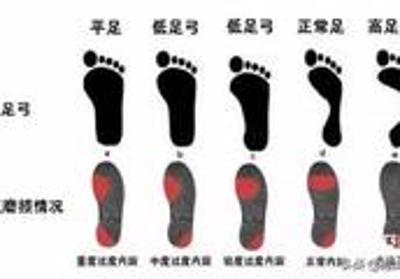 平足 低足弓 低足弓 正常足 高足
足弓
a b c d e
磨损情况
重度过度内旋 中度过度内旋 轻度过度内旋 正常内旋